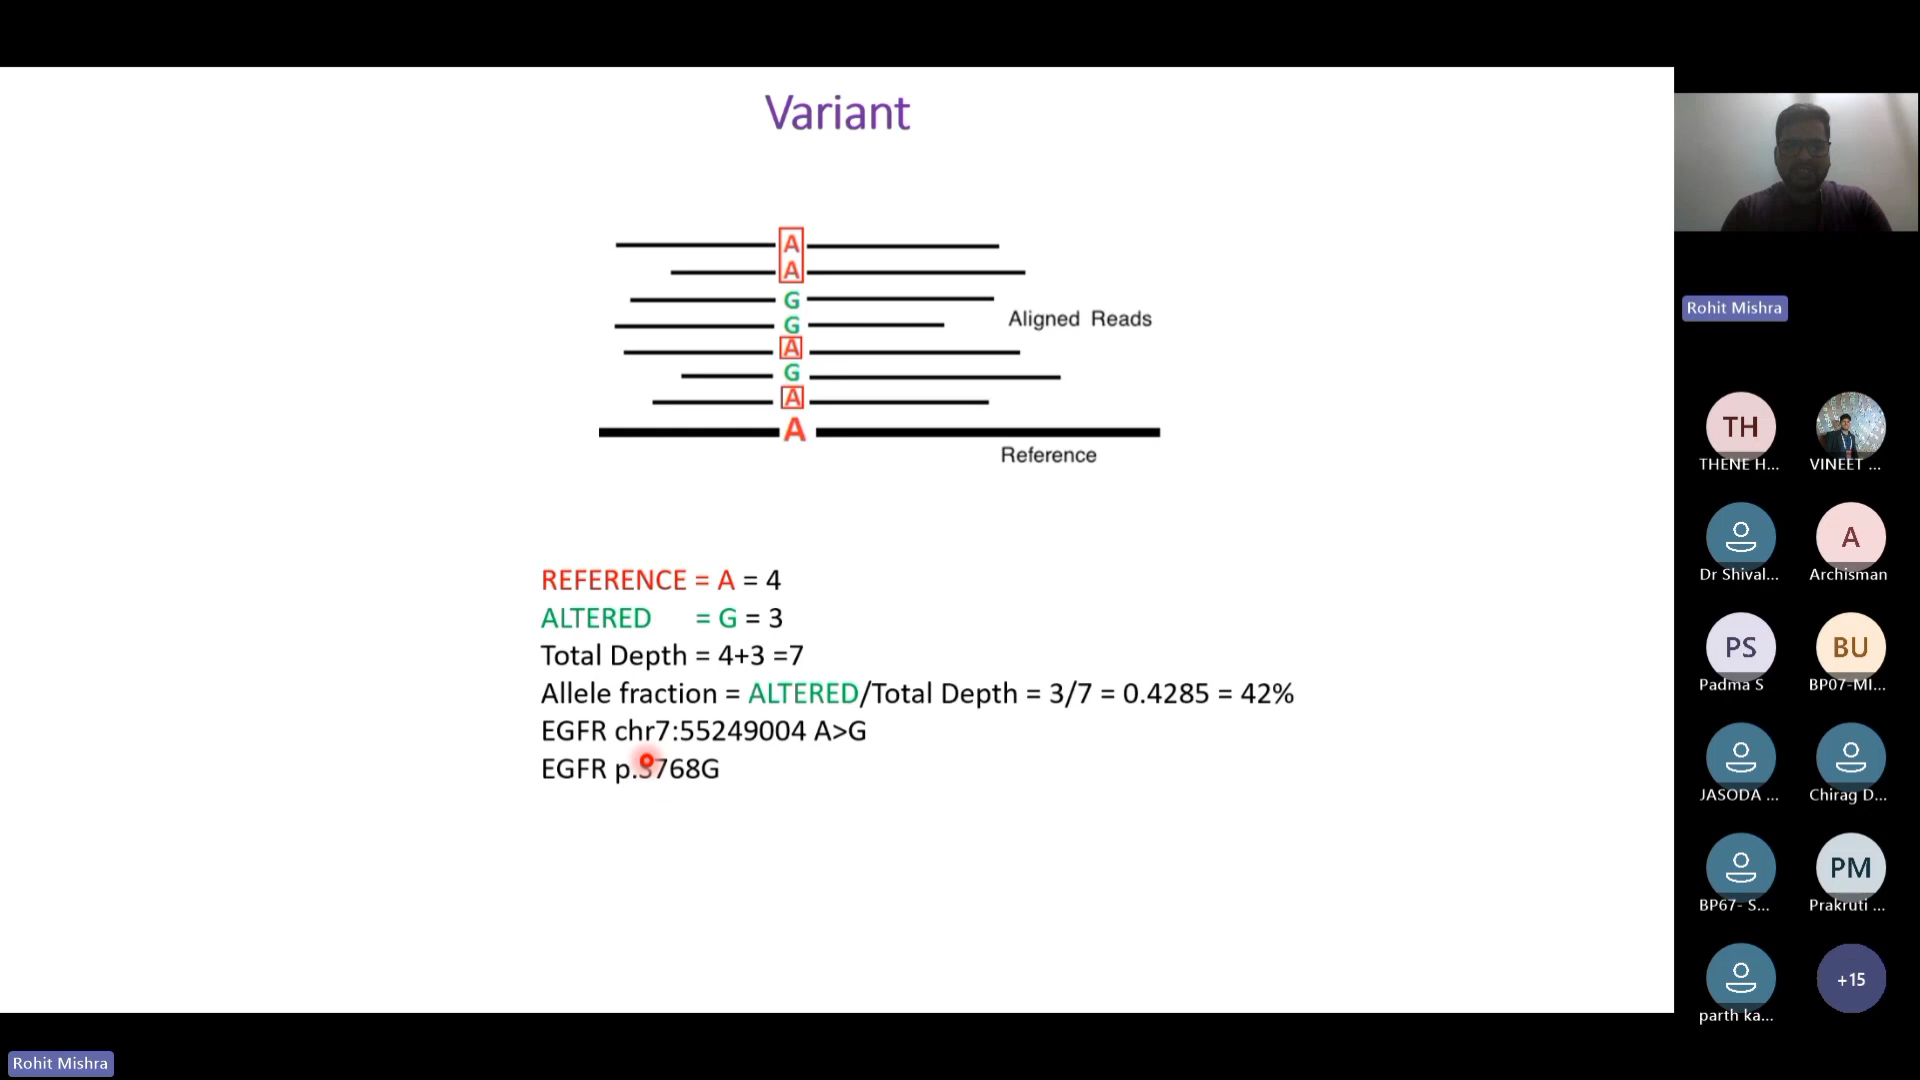 Variant
A
A
G
G
A
G
A
A
Aligned Reads
Reference
REFERENCE = A = 4
ALTERED = G = 3
Total Depth = 4+3 =7
Allele fraction = ALTERED/Total Depth = 3/7 = 0.4285 = 42%
EGFR chr7:55249004 A>G
EGFR p.S768G
Rohit Mishra
TH
THENE H...
VINEET ...
Dr Shival...
A
Archisman
PS
Padma S
BU
BP07-MI...
JASODA ...
Chirag D...
BP67- S...
PM
Prakruti ...
parth ka...
+15
Rohit Mishra